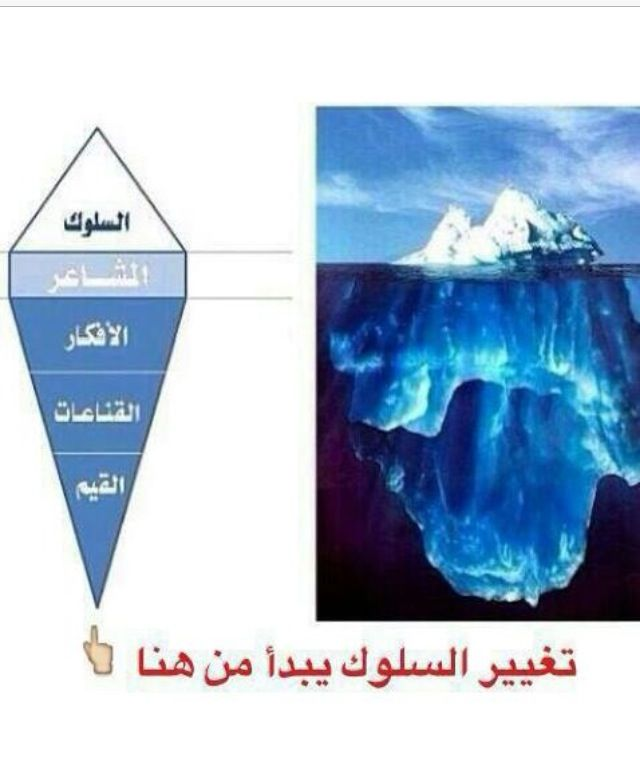 السلوك
المشاعر
الأفكار
القناعات
القيم
تغيير السلوك يبدأ من هنا